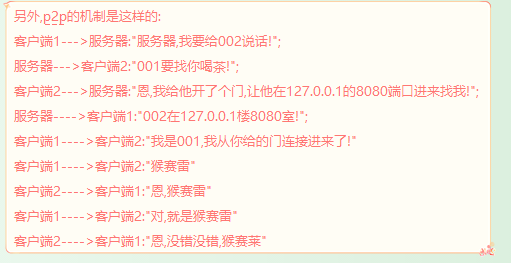 另外,p2p的机制是这样的:
客户端1--->服务器:"服务器,我要给002说话!";
服务器--->客户端2:"001要找你喝茶!";
客户端2--->服务器:"恩,我给他开了个门,让他在127.0.0.1的8080端口进来找我!";
服务器---->客户端1:"002在127.0.0.1楼8080室!";
客户端1---->客户端2:"我是001,我从你给的门连接进来了!"
客户端1---->客户端2:"猴赛雷"
客户端2---->客户端1:"恩,猴赛雷"
客户端1---->客户端2:"对,就是猴赛雷"
客户端2---->客户端1:"恩,没错没错,猴赛莱"